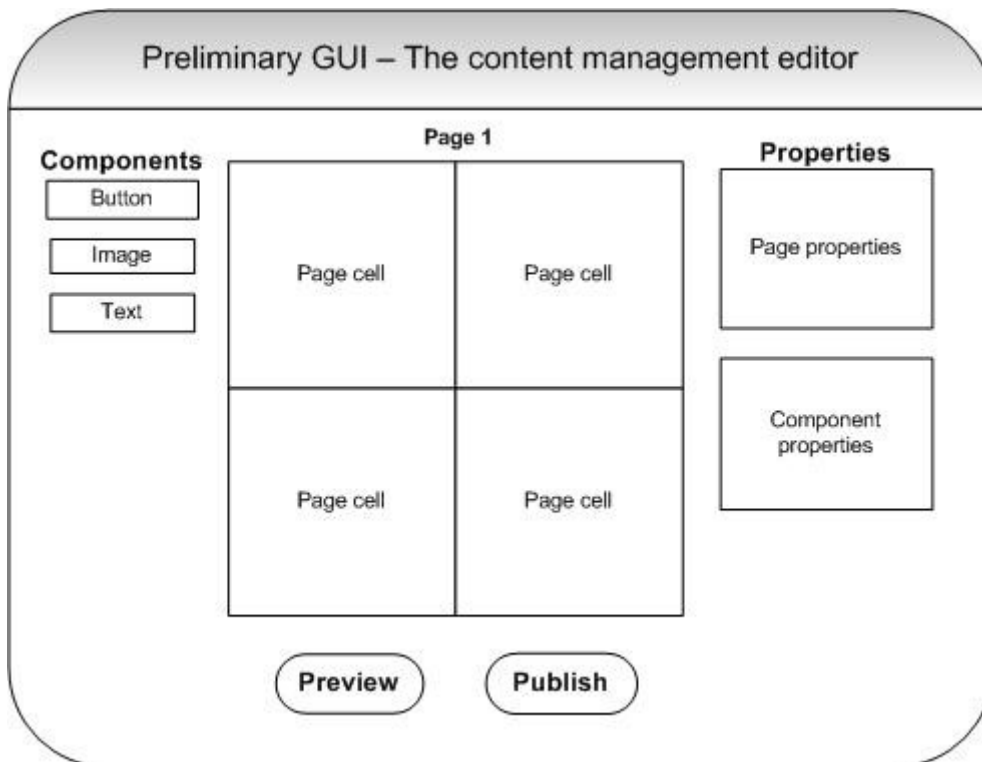 Preliminary GUI – The content management editor
Page 1
Components
Button
Image
Text
Page cell
Page cell
Page cell
Page cell
Properties
Page properties
Component
properties
Preview
Publish